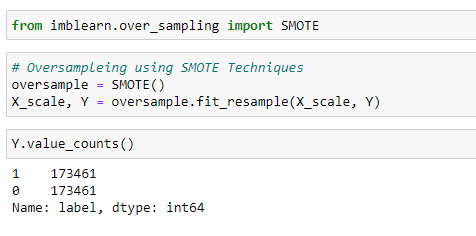 from imblearn.over_sampling import SMOTE
# Oversampleing using SMOTE Techniques
oversample = SMOTE()
X_scale, Y = oversample.fit_resample(X_scale, Y)
Y.value_counts()
1    173461
0    173461
Name: label, dtype: int64